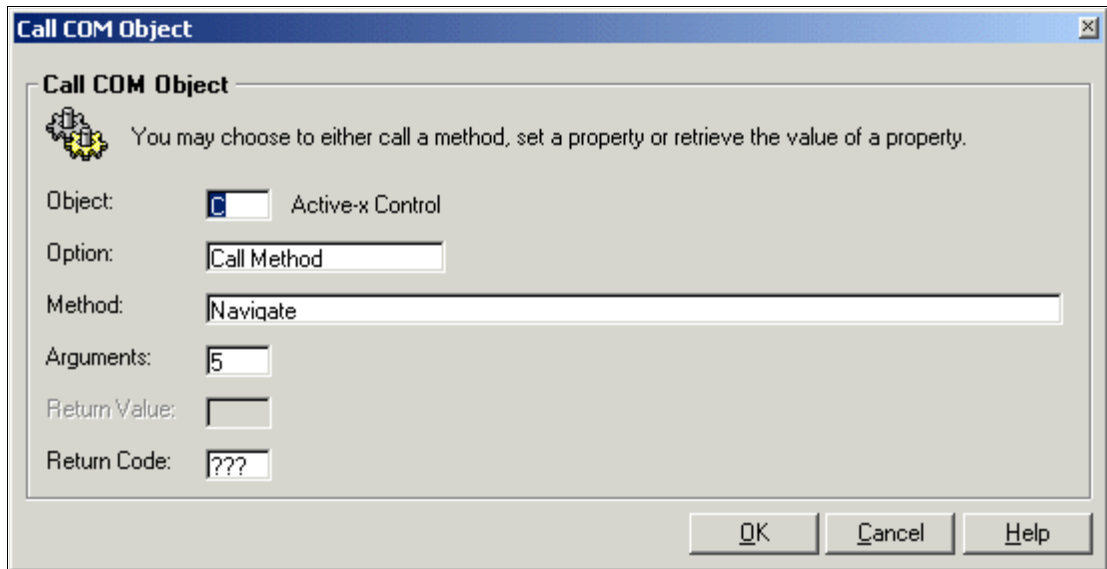 Call COM Object
Call COM Object
You may choose to either call a method, set a property or retrieve the value of a property.
Object: C Active-x Control
Option: Call Method
Method: Navigate
Arguments: 5
Return Value:
Return Code: ???
OK Cancel Help